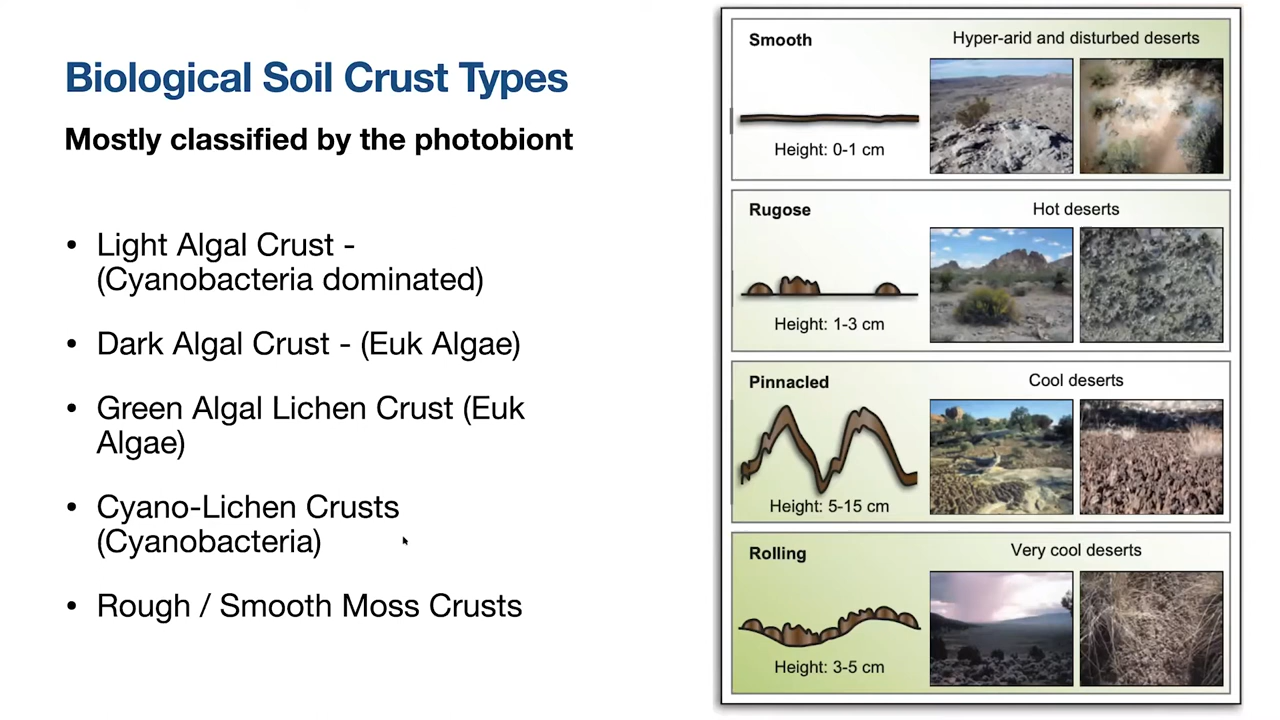 Biological Soil Crust Types
Mostly classified by the photobiont
• Light Algal Crust -
(Cyanobacteria dominated)
• Dark Algal Crust - (Euk Algae)
• Green Algal Lichen Crust (Euk
Algae)
• Cyano-Lichen Crusts
(Cyanobacteria)
• Rough / Smooth Moss Crusts
Smooth
Hyper-arid and disturbed deserts
Height: 0-1 cm
Rugose
Hot deserts
Height: 1-3 cm
Pinnacled
Cool deserts
Height: 5-15 cm
Rolling
Very cool deserts
Height: 3-5 cm